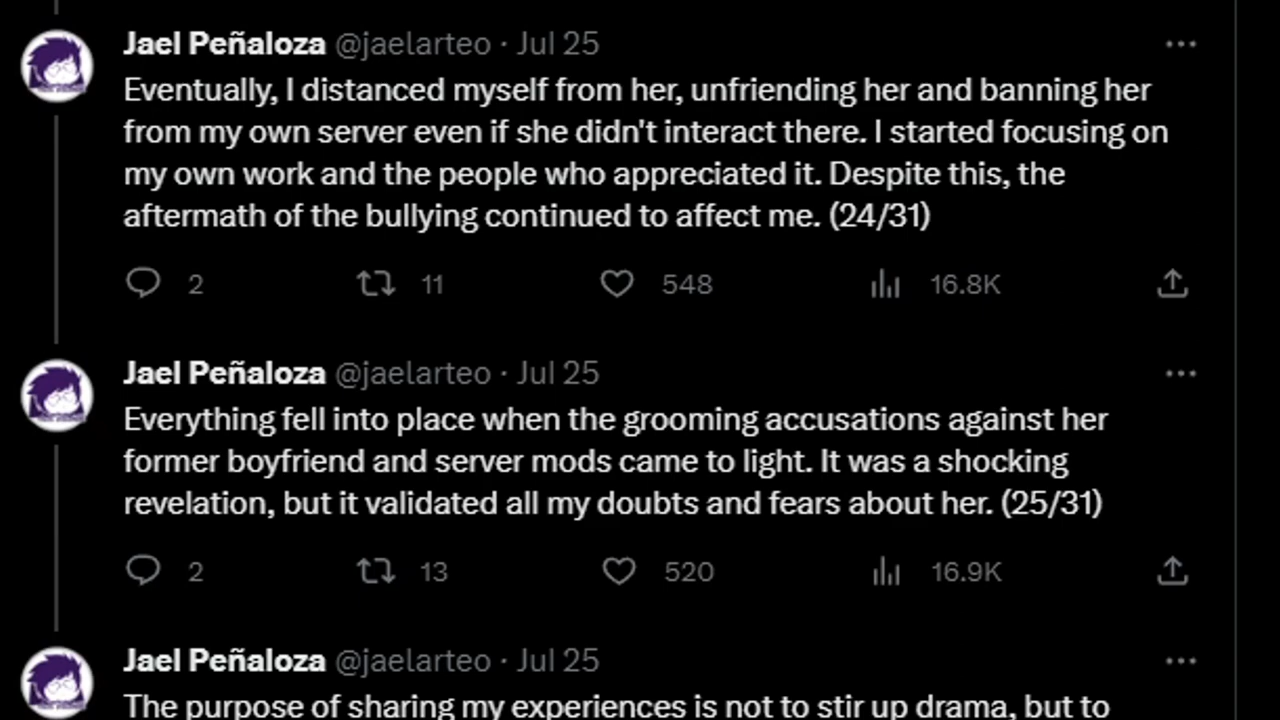 Jael Peñaloza @jaelarteo · Jul 25
Eventually, I distanced myself from her, unfriending her and banning her
from my own server even if she didn't interact there. I started focusing on
my own work and the people who appreciated it. Despite this, the
aftermath of the bullying continued to affect me. (24/31)
2 11 548 16.8K
Jael Peñaloza @jaelarteo · Jul 25
Everything fell into place when the grooming accusations against her
former boyfriend and server mods came to light. It was a shocking
revelation, but it validated all my doubts and fears about her. (25/31)
2 13 520 16.9K
Jael Peñaloza @jaelarteo · Jul 25
The purpose of sharing my experiences is not to stir up drama, but to